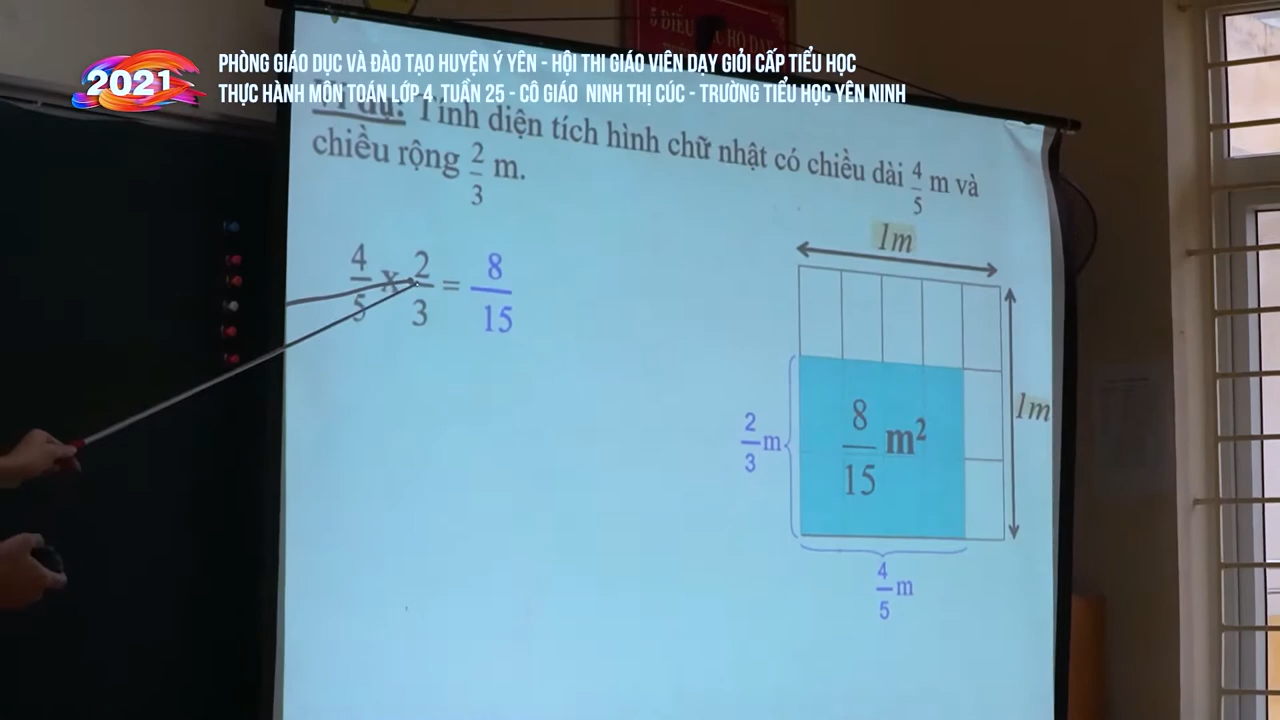 5 ĐIỀU
2021
PHÒNG GIÁO DỤC VÀ ĐÀO TẠO HUYỆN Ý YÊN - HỘI THI GIÁO VIÊN DẠY GIỎI CẤP TIỂU HỌC
THỰC HÀNH MÔN TOÁN LỚP 4 TUẦN 25 - CÔ GIÁO NINH THỊ CÚC - TRƯỜNG TIỂU HỌC YÊN NINH
Tính diện tích hình chữ nhật có chiều dài 4/5 m và
chiều rộng 2/3 m.
4/5 x 2/3 = 8/15
1m
1m
2/3 m
8/15 m²
4/5 m